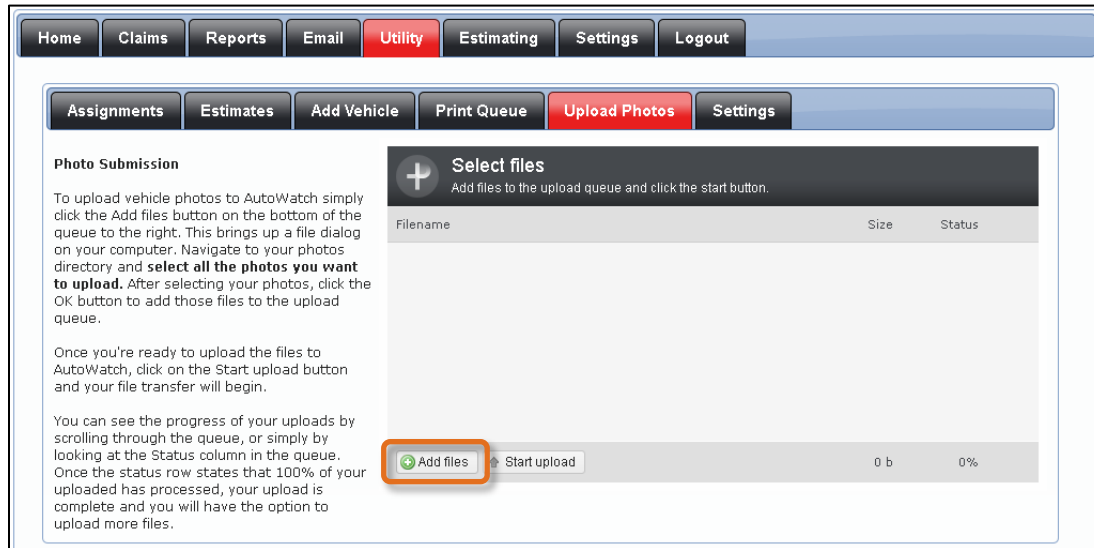 Home Claims Reports Email Utility Estimating Settings Logout
Assignments Estimates Add Vehicle Print Queue Upload Photos Settings
Photo Submission
To upload vehicle photos to AutoWatch simply
click the Add files button on the bottom of the
queue to the right. This brings up a file dialog
on your computer. Navigate to your photos
directory and select all the photos you want
to upload. After selecting your photos, click the
OK button to add those files to the upload
queue.
Once you're ready to upload the files to
AutoWatch, click on the Start upload button
and your file transfer will begin.
You can see the progress of your uploads by
scrolling through the queue, or simply by
looking at the Status column in the queue.
Once the status row states that 100% of your
uploaded has processed, your upload is
complete and you will have the option to
upload more files.
Select files
Add files to the upload queue and click the start button.
Filename Size Status
Add files Start upload 0 b 0%